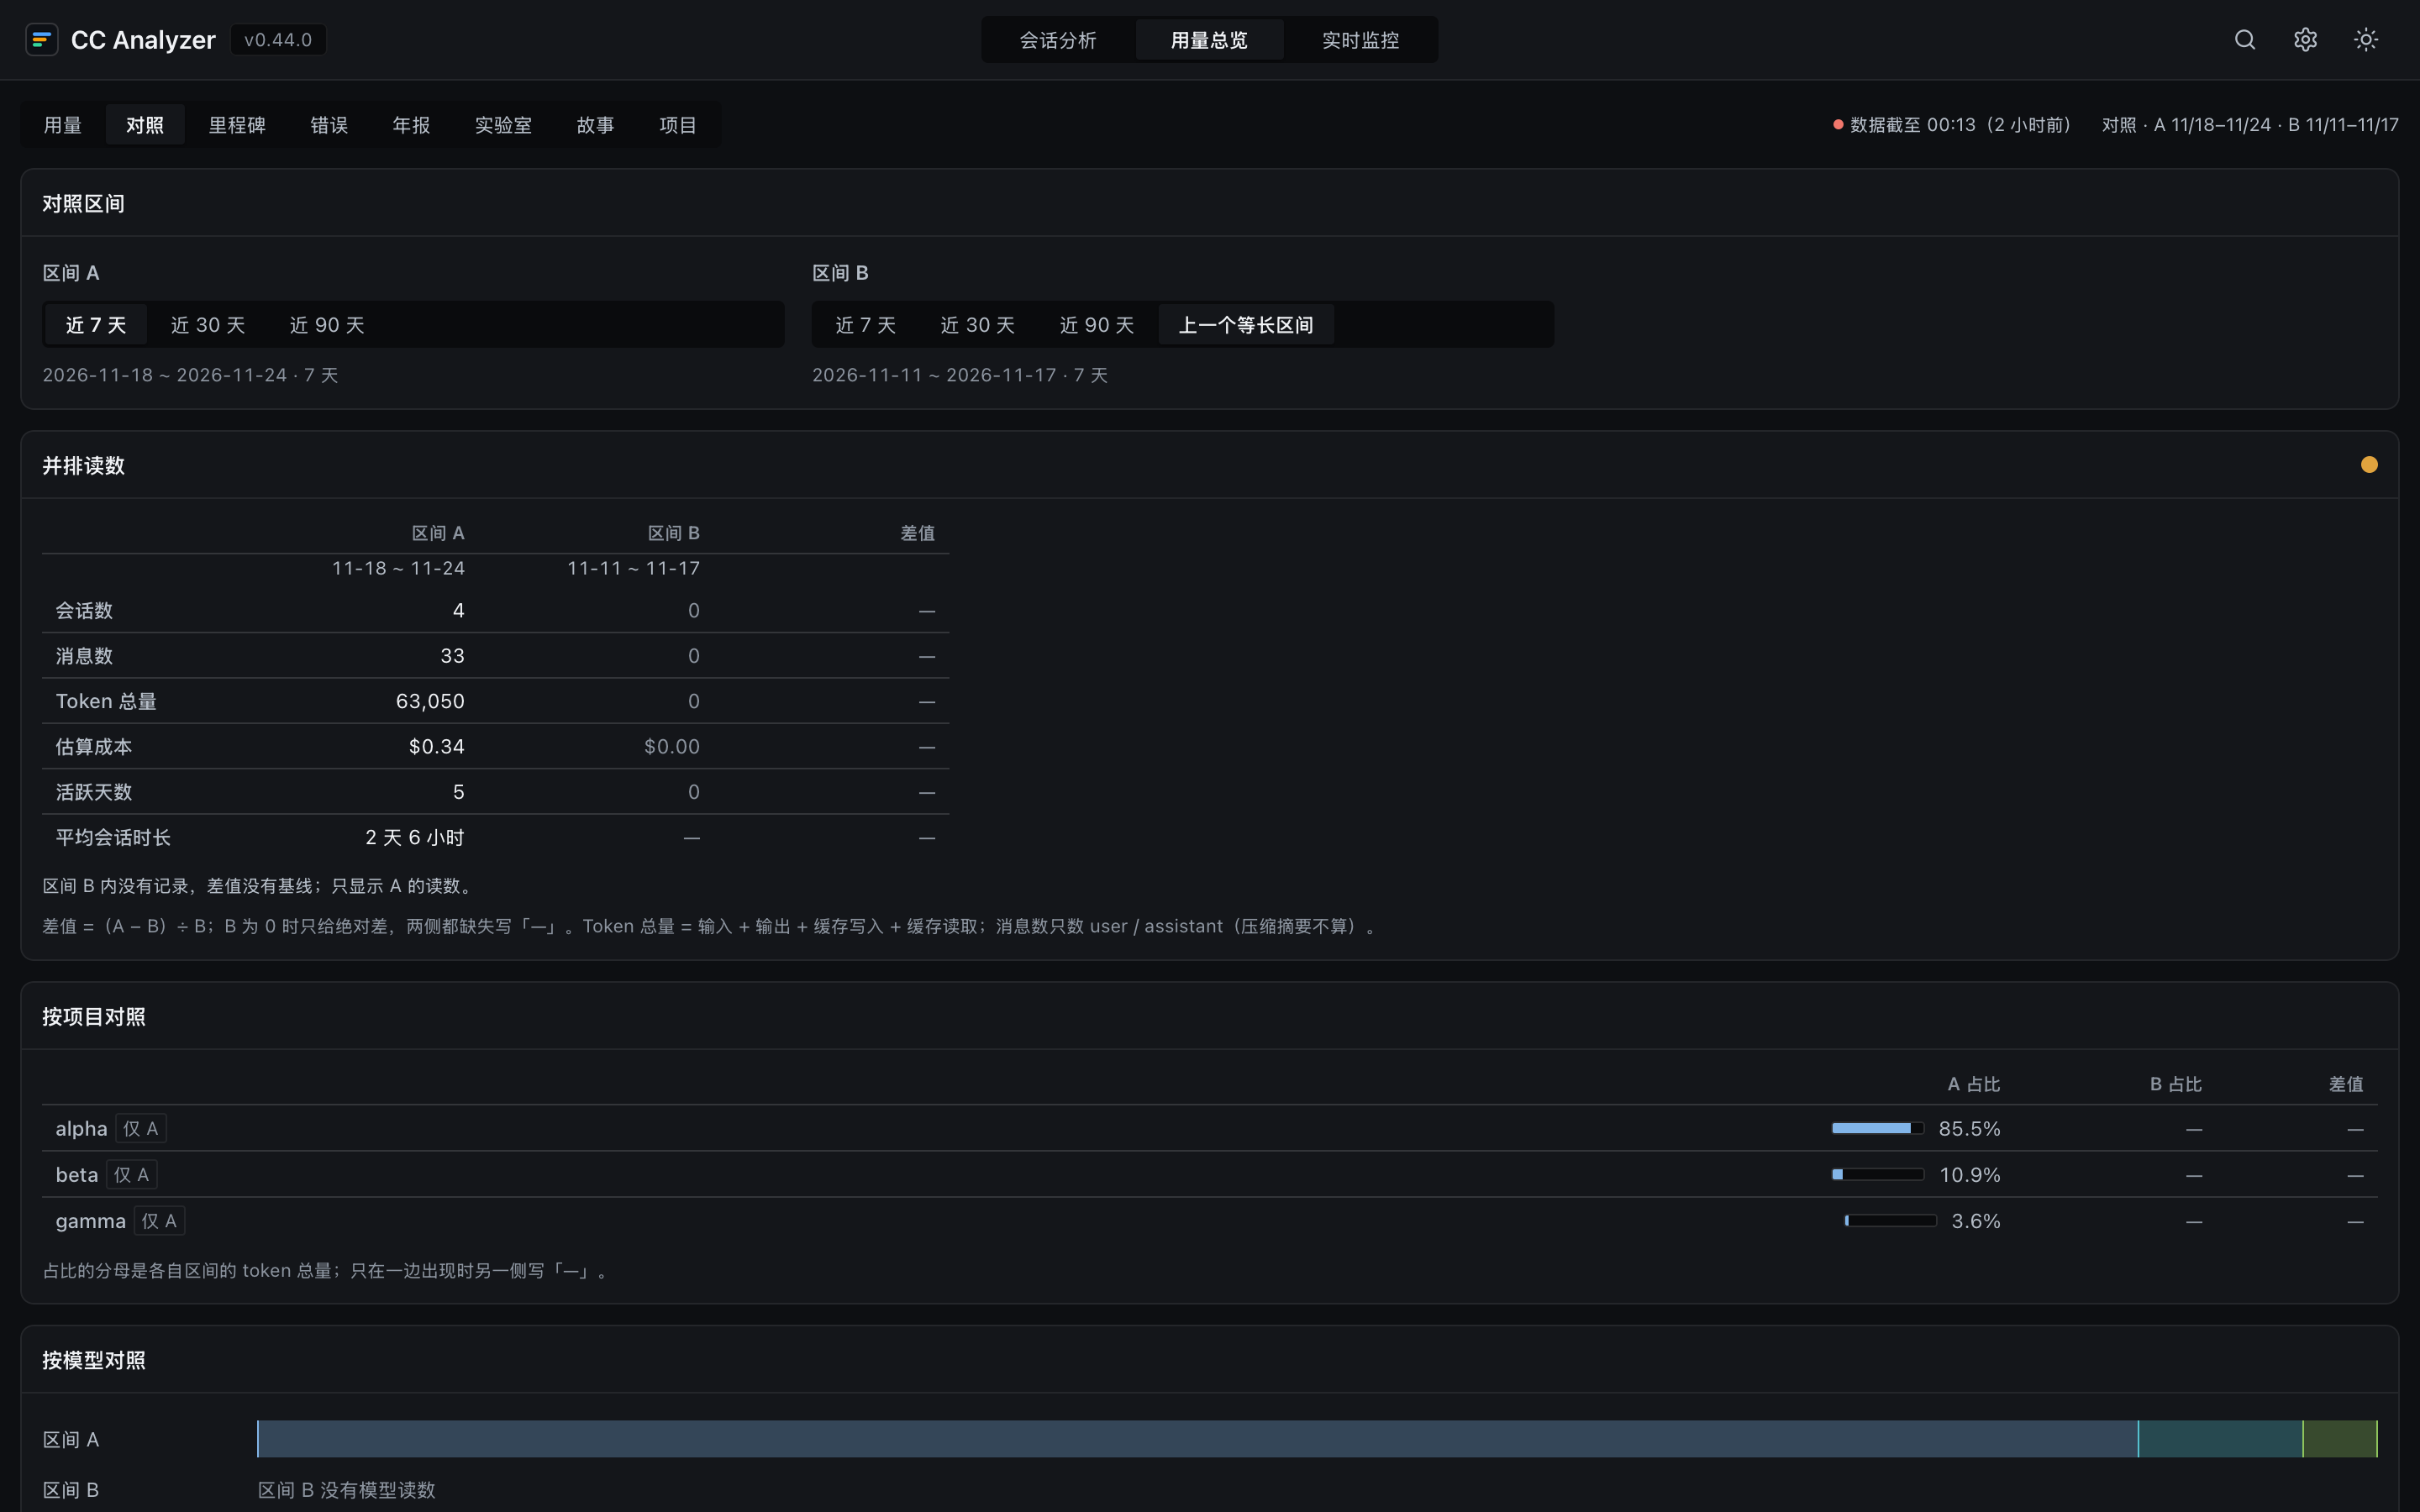 CC Analyzer v0.44.0 会话分析 用量总览 实时监控
用量 对照 里程碑 错误 年报 实验室 故事 项目 数据截至 00:13（2 小时前） 对照 · A 11/18–11/24 · B 11/11–11/17
对照区间
区间 A 区间 B
近 7 天 近 30 天 近 90 天 近 7 天 近 30 天 近 90 天 上一个等长区间
2026-11-18 ~ 2026-11-24 · 7 天 2026-11-11 ~ 2026-11-17 · 7 天
并排读数
区间 A 区间 B 差值
11-18 ~ 11-24 11-11 ~ 11-17
会话数 4 0 —
消息数 33 0 —
Token 总量 63,050 0 —
估算成本 $0.34 $0.00 —
活跃天数 5 0 —
平均会话时长 2 天 6 小时 — —
区间 B 内没有记录，差值没有基线；只显示 A 的读数。
差值 =（A − B）÷ B；B 为 0 时只给绝对差，两侧都缺失写「—」。Token 总量 = 输入 + 输出 + 缓存写入 + 缓存读取；消息数只数 user / assistant（压缩摘要不算）。
按项目对照
A 占比 B 占比 差值
alpha 仅 A 85.5% — —
beta 仅 A 10.9% — —
gamma 仅 A 3.6% — —
占比的分母是各自区间的 token 总量；只在一边出现时另一侧写「—」。
按模型对照
区间 A
区间 B 区间 B 没有模型读数